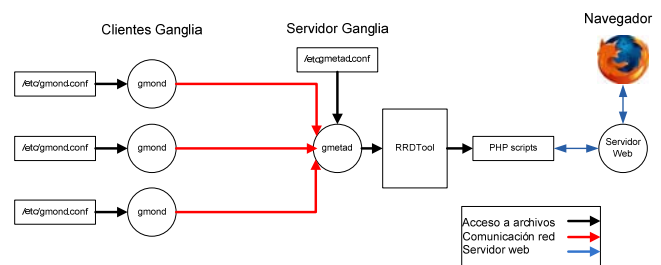 Navegador
Clientes Ganglia
Servidor Ganglia
/etc/gmetad.conf
/etc/gmond.conf
gmond
/etc/gmond.conf
gmond
gmetad
RRDTool
PHP scripts
Servidor
Web
/etc/gmond.conf
gmond
Acceso a archivos
Comunicación red
Servidor web